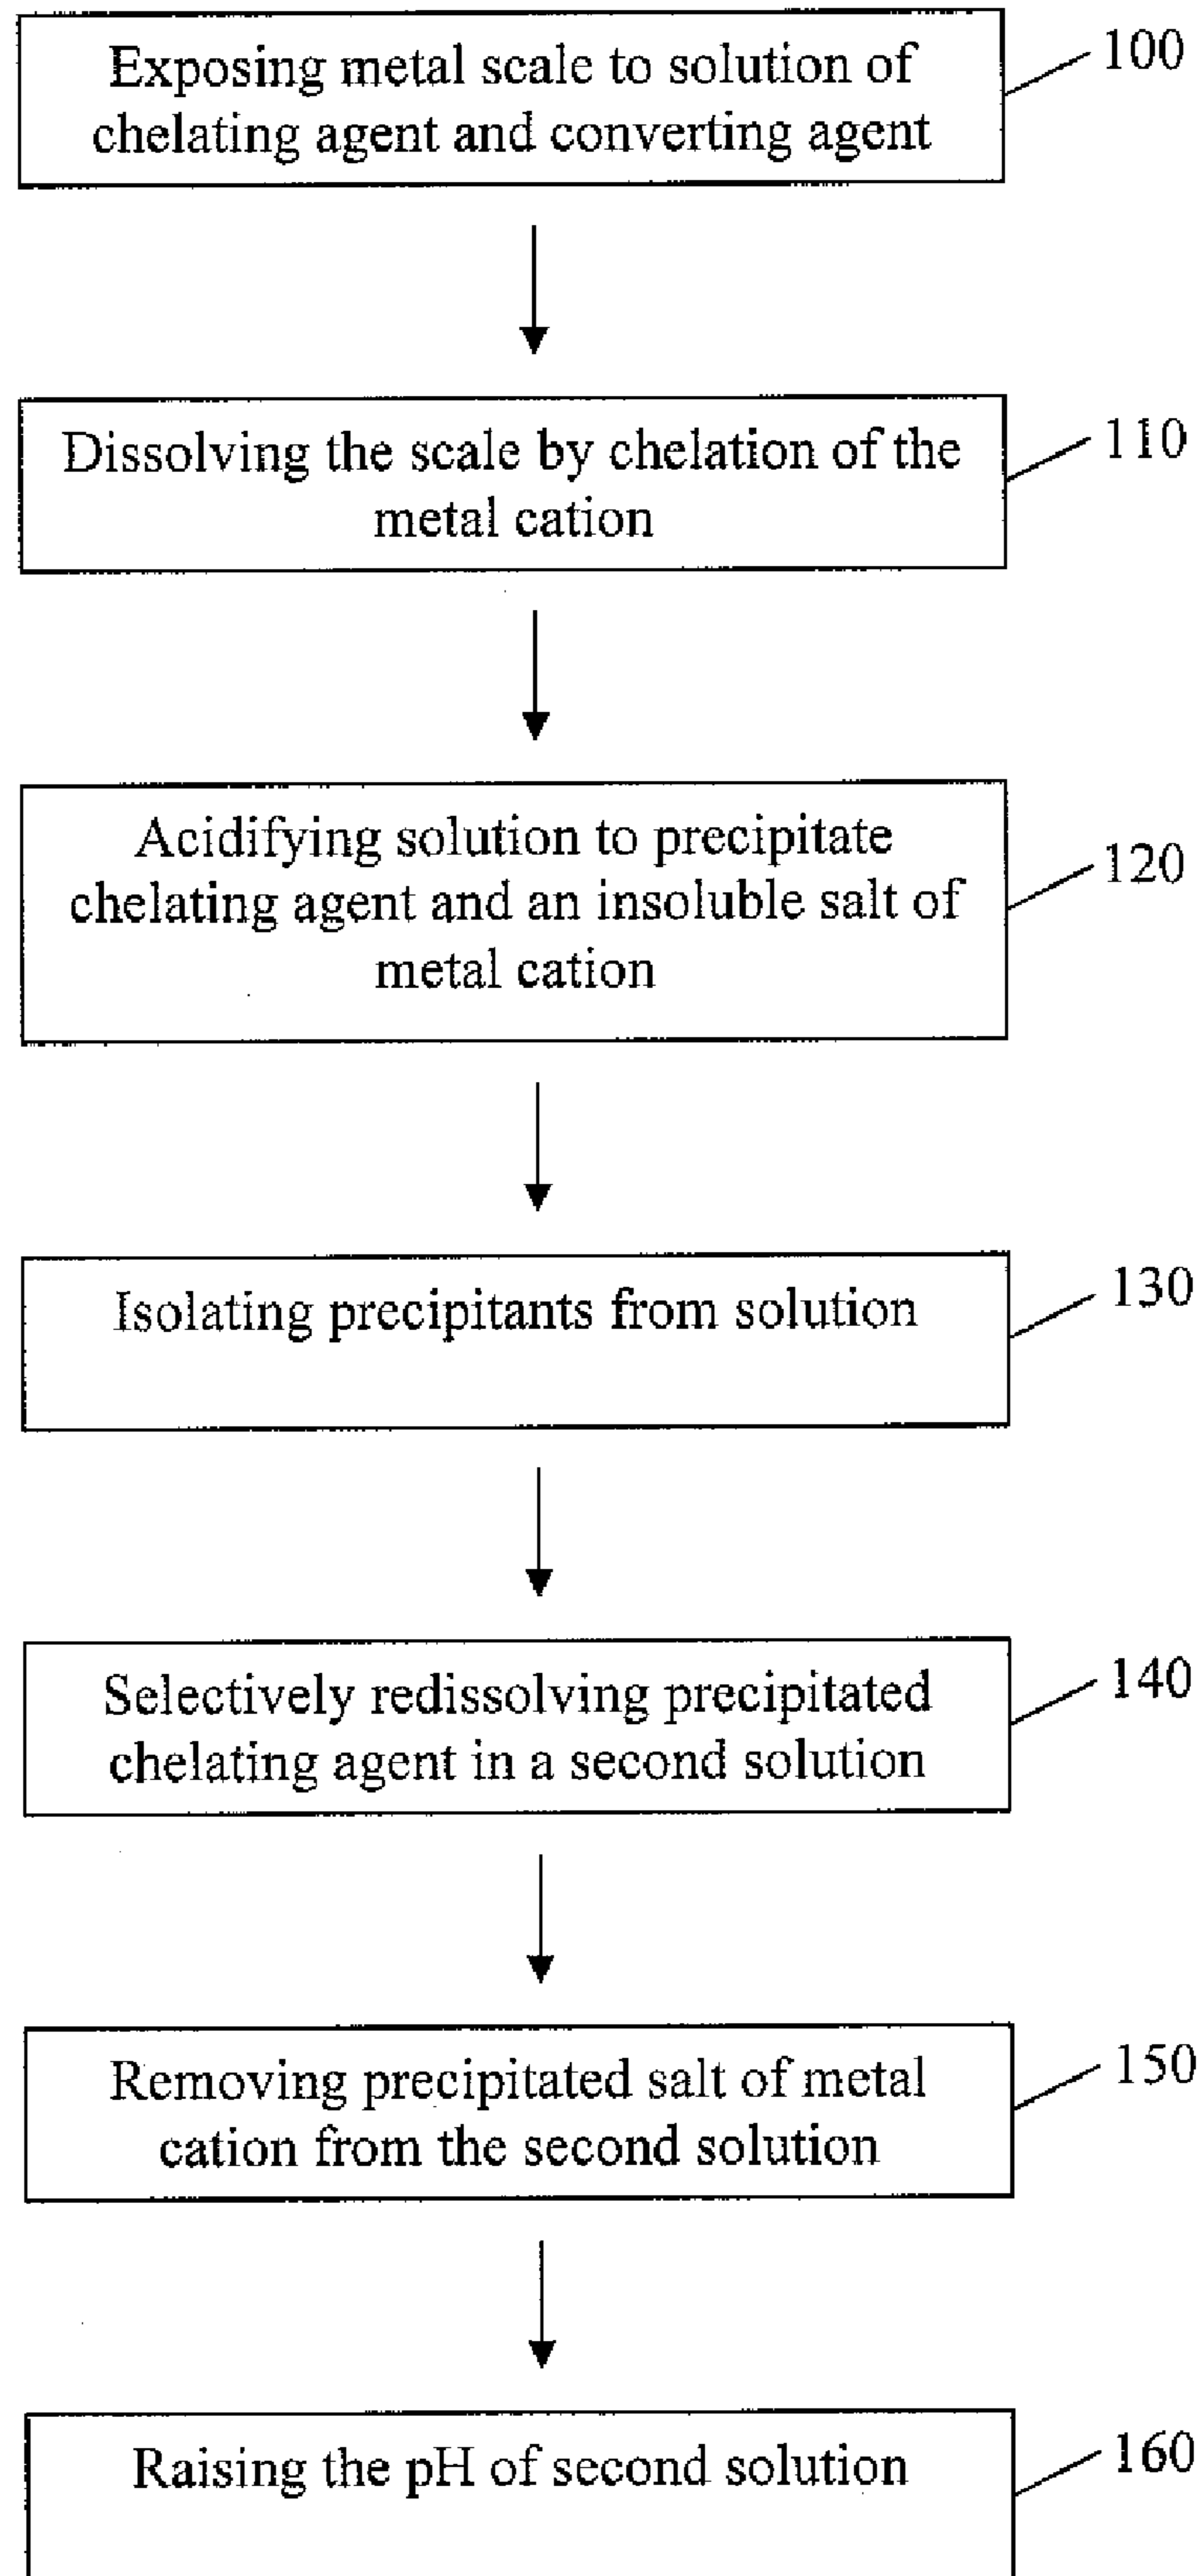 Exposing metal scale to solution of
chelating agent and converting agent
100
Dissolving the scale by chelation of the
metal cation
110
Acidifying solution to precipitate
chelating agent and an insoluble salt of
metal cation
120
Isolating precipitants from solution
130
Selectively redissolving precipitated
chelating agent in a second solution
140
Removing precipitated salt of metal
cation from the second solution
150
Raising the pH of second solution
160